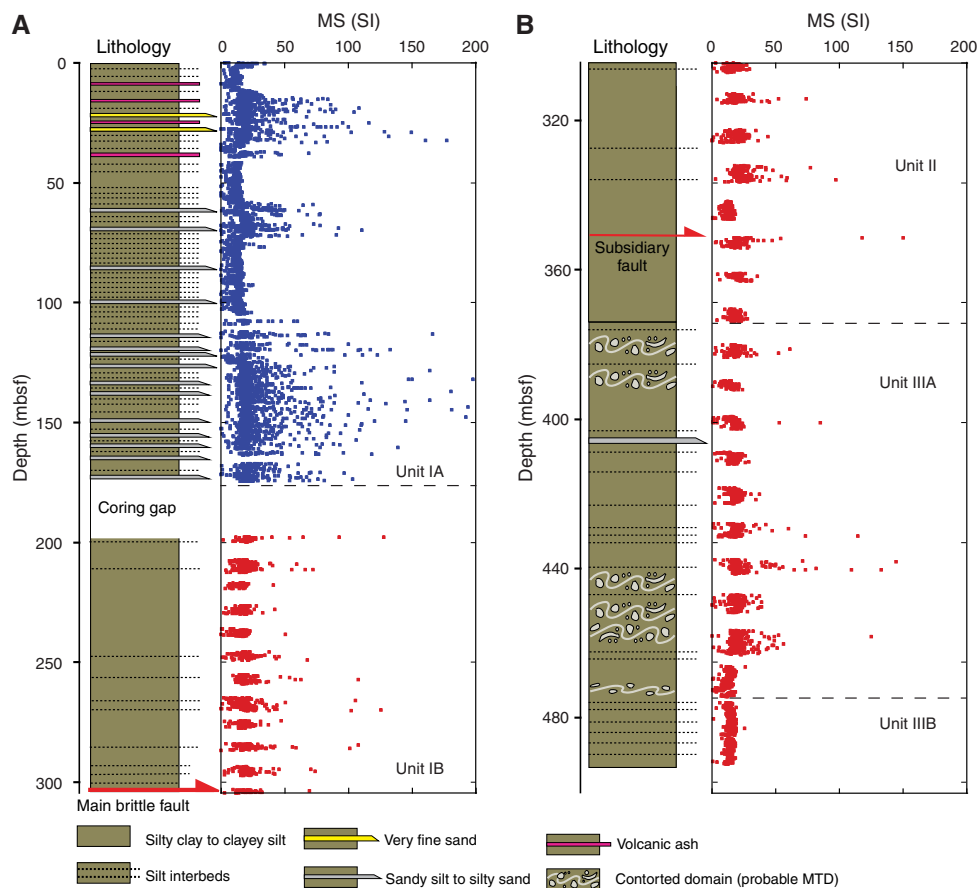 A
MS (SI)
Lithology
0 50 100 150 200
0
50
100
150
200
250
300
Depth (mbsf)
Unit IA
Coring gap
Unit IB
Main brittle fault
B
MS (SI)
Lithology
0 50 100 150 200
320
360
400
440
480
Depth (mbsf)
Unit II
Subsidiary
fault
Unit IIIA
Unit IIIB
Silty clay to clayey silt
Very fine sand
Volcanic ash
Silt interbeds
Sandy silt to silty sand
Contorted domain (probable MTD)